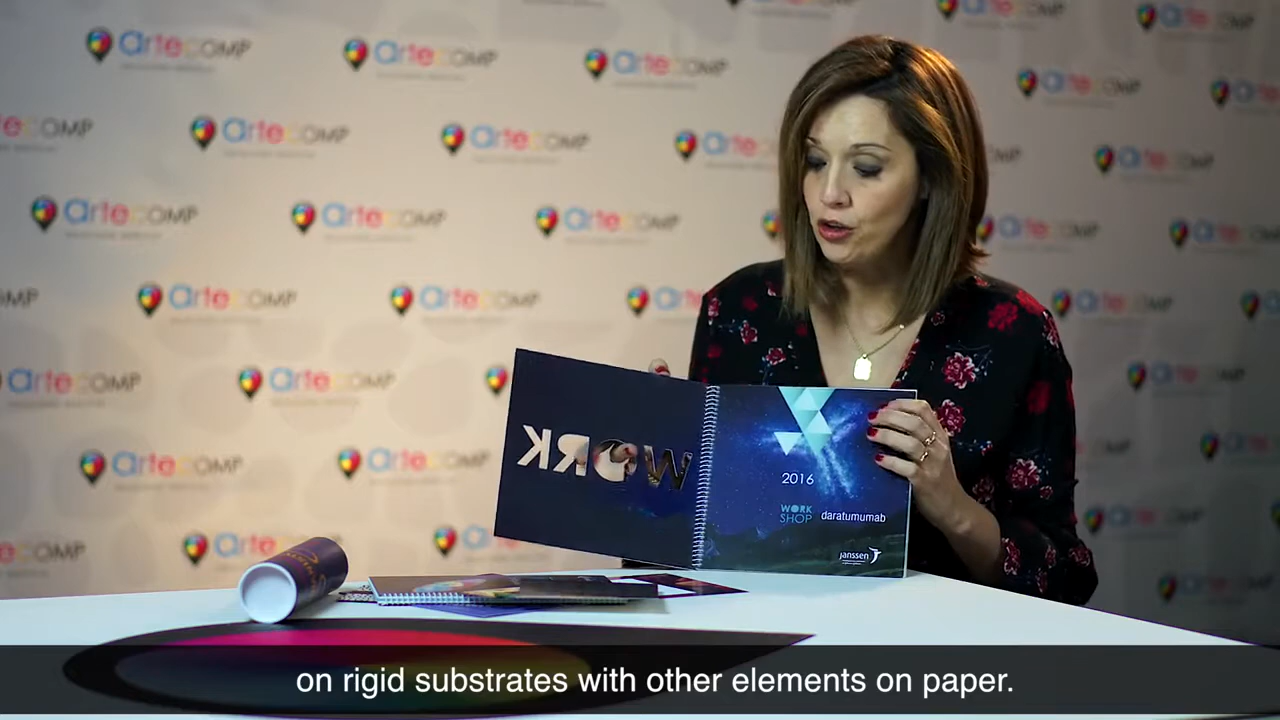 arteCOMP
WORK
2016
WORK
SHOP
daratumumab
janssen
on rigid substrates with other elements on paper.